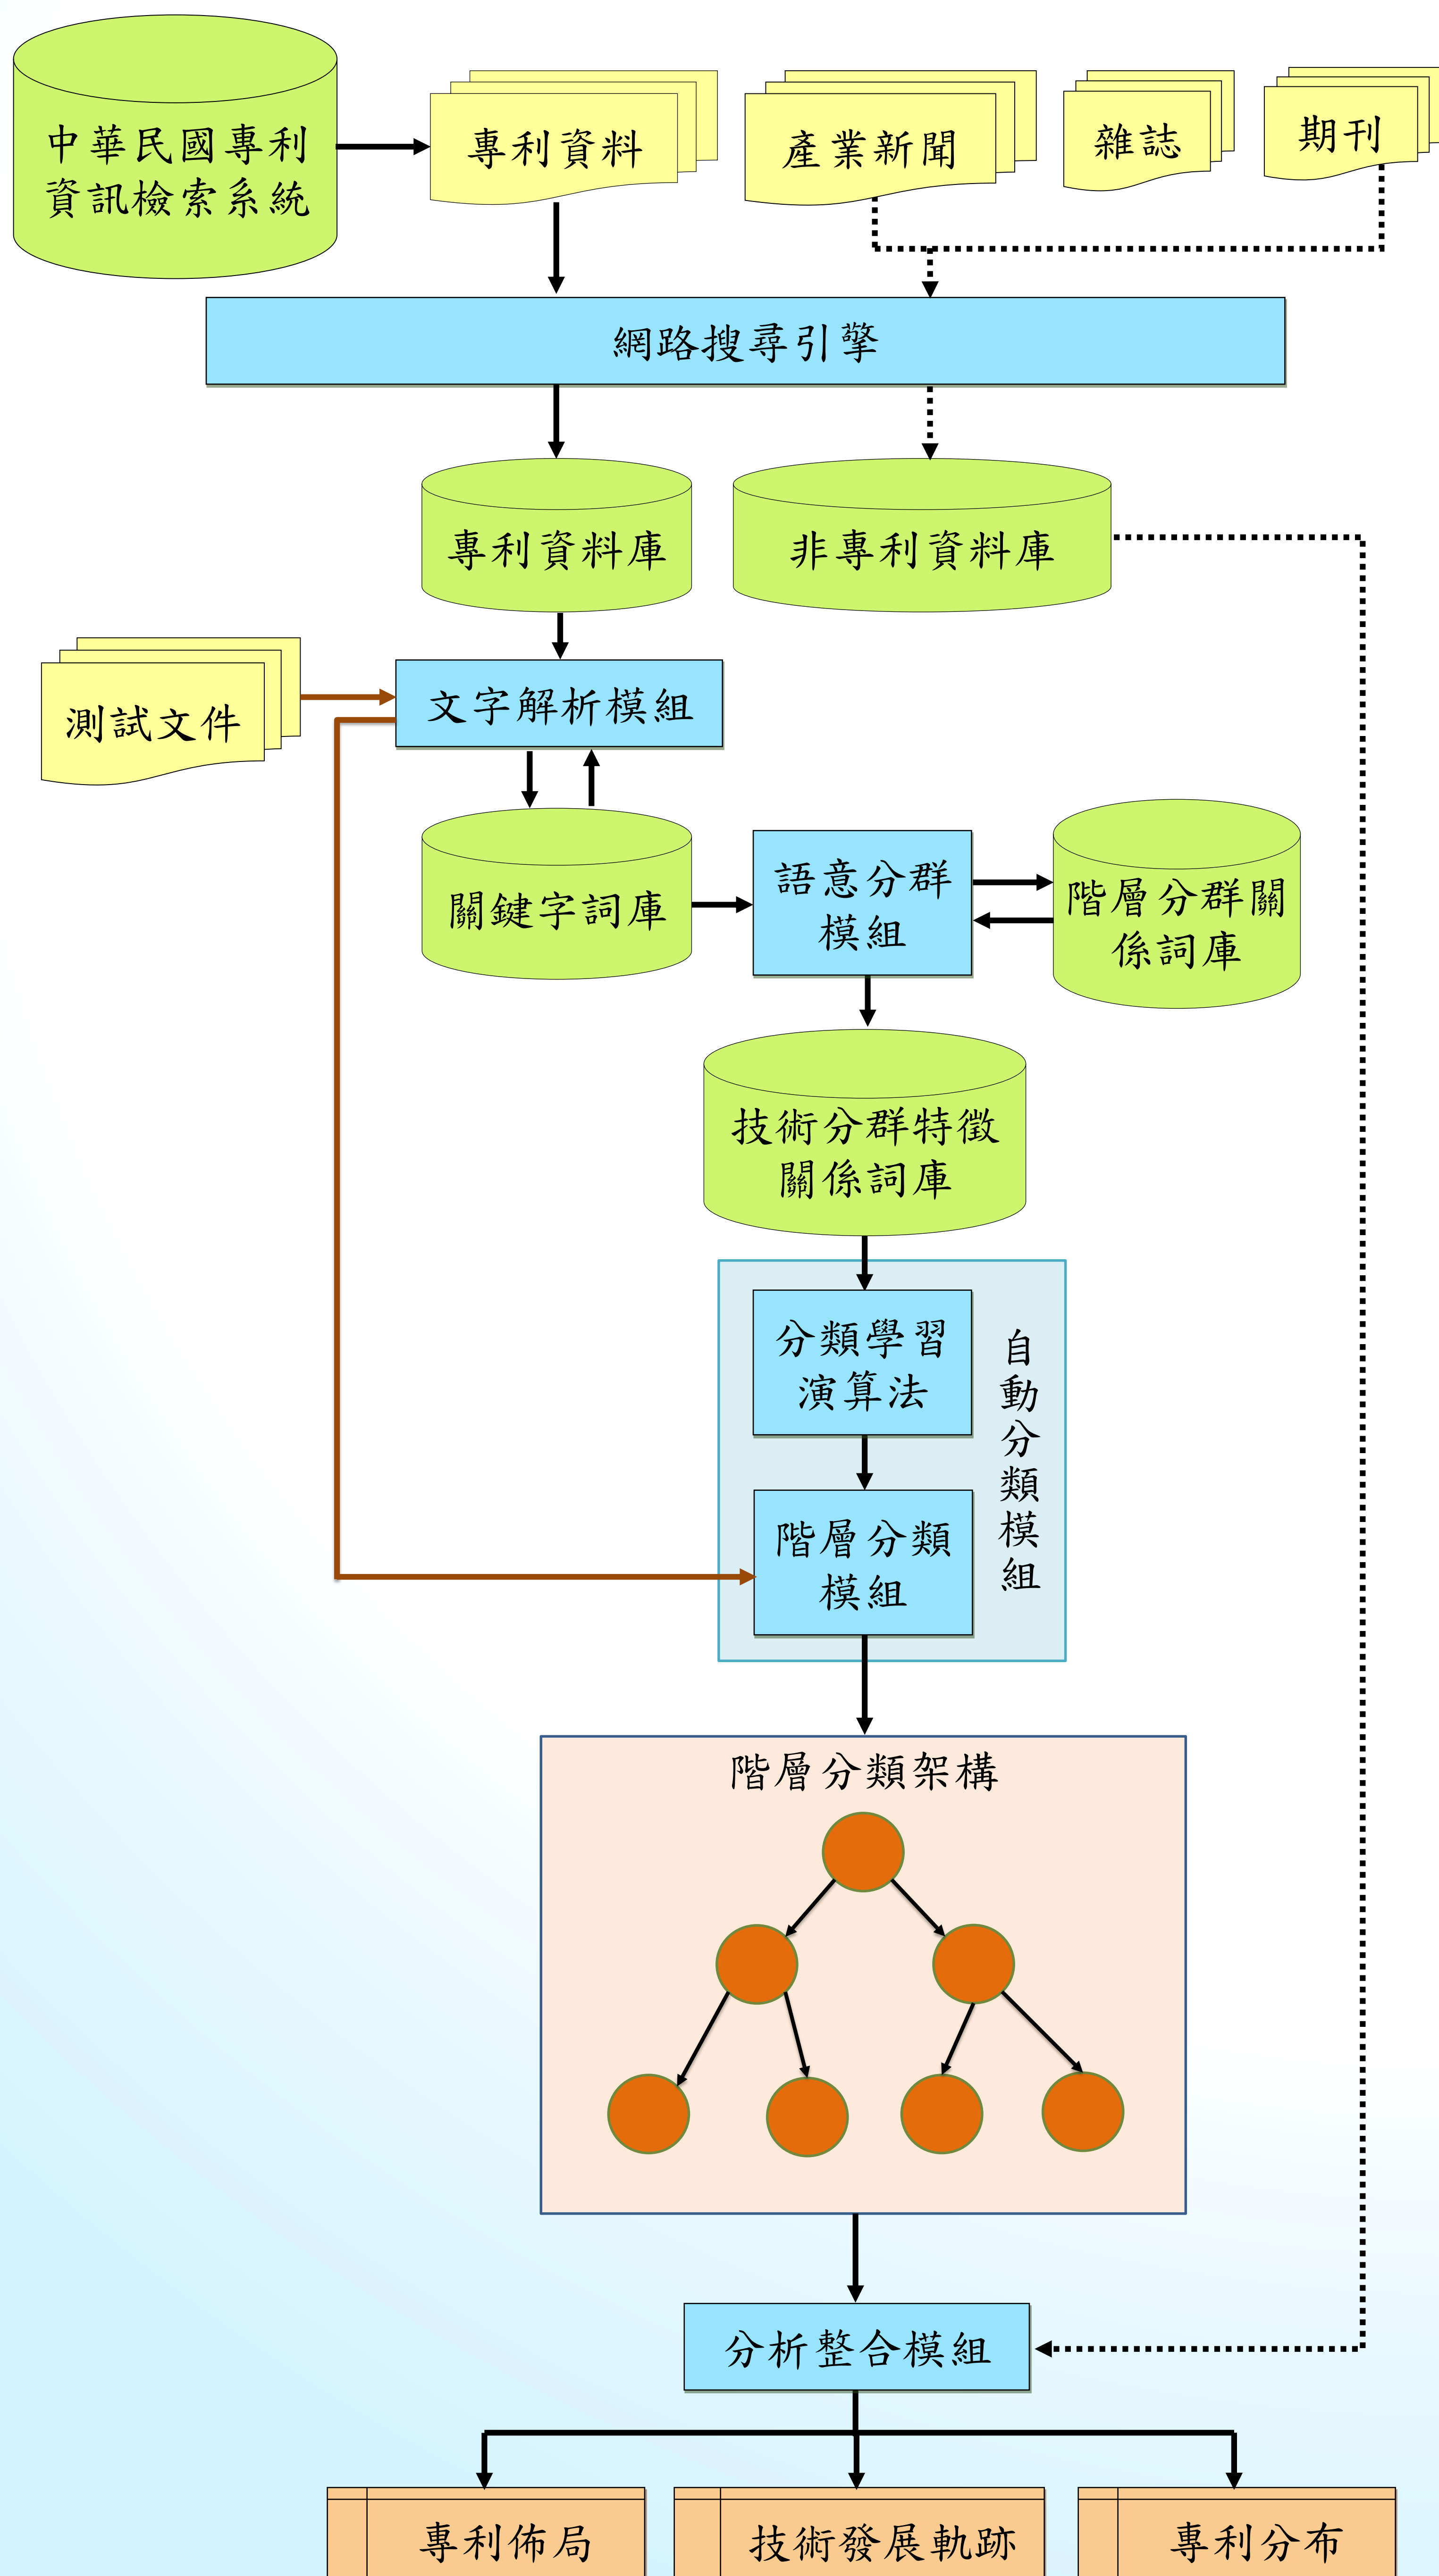 中華民國專利
資訊檢索系統
專利資料
產業新聞
雜誌
期刊
網路搜尋引擎
專利資料庫
非專利資料庫
測試文件
文字解析模組
關鍵字詞庫
語意分群
模組
階層分群關
係詞庫
技術分群特徵
關係詞庫
分類學習
演算法
自動分類模組
階層分類
模組
階層分類架構
分析整合模組
專利佈局
技術發展軌跡
專利分布